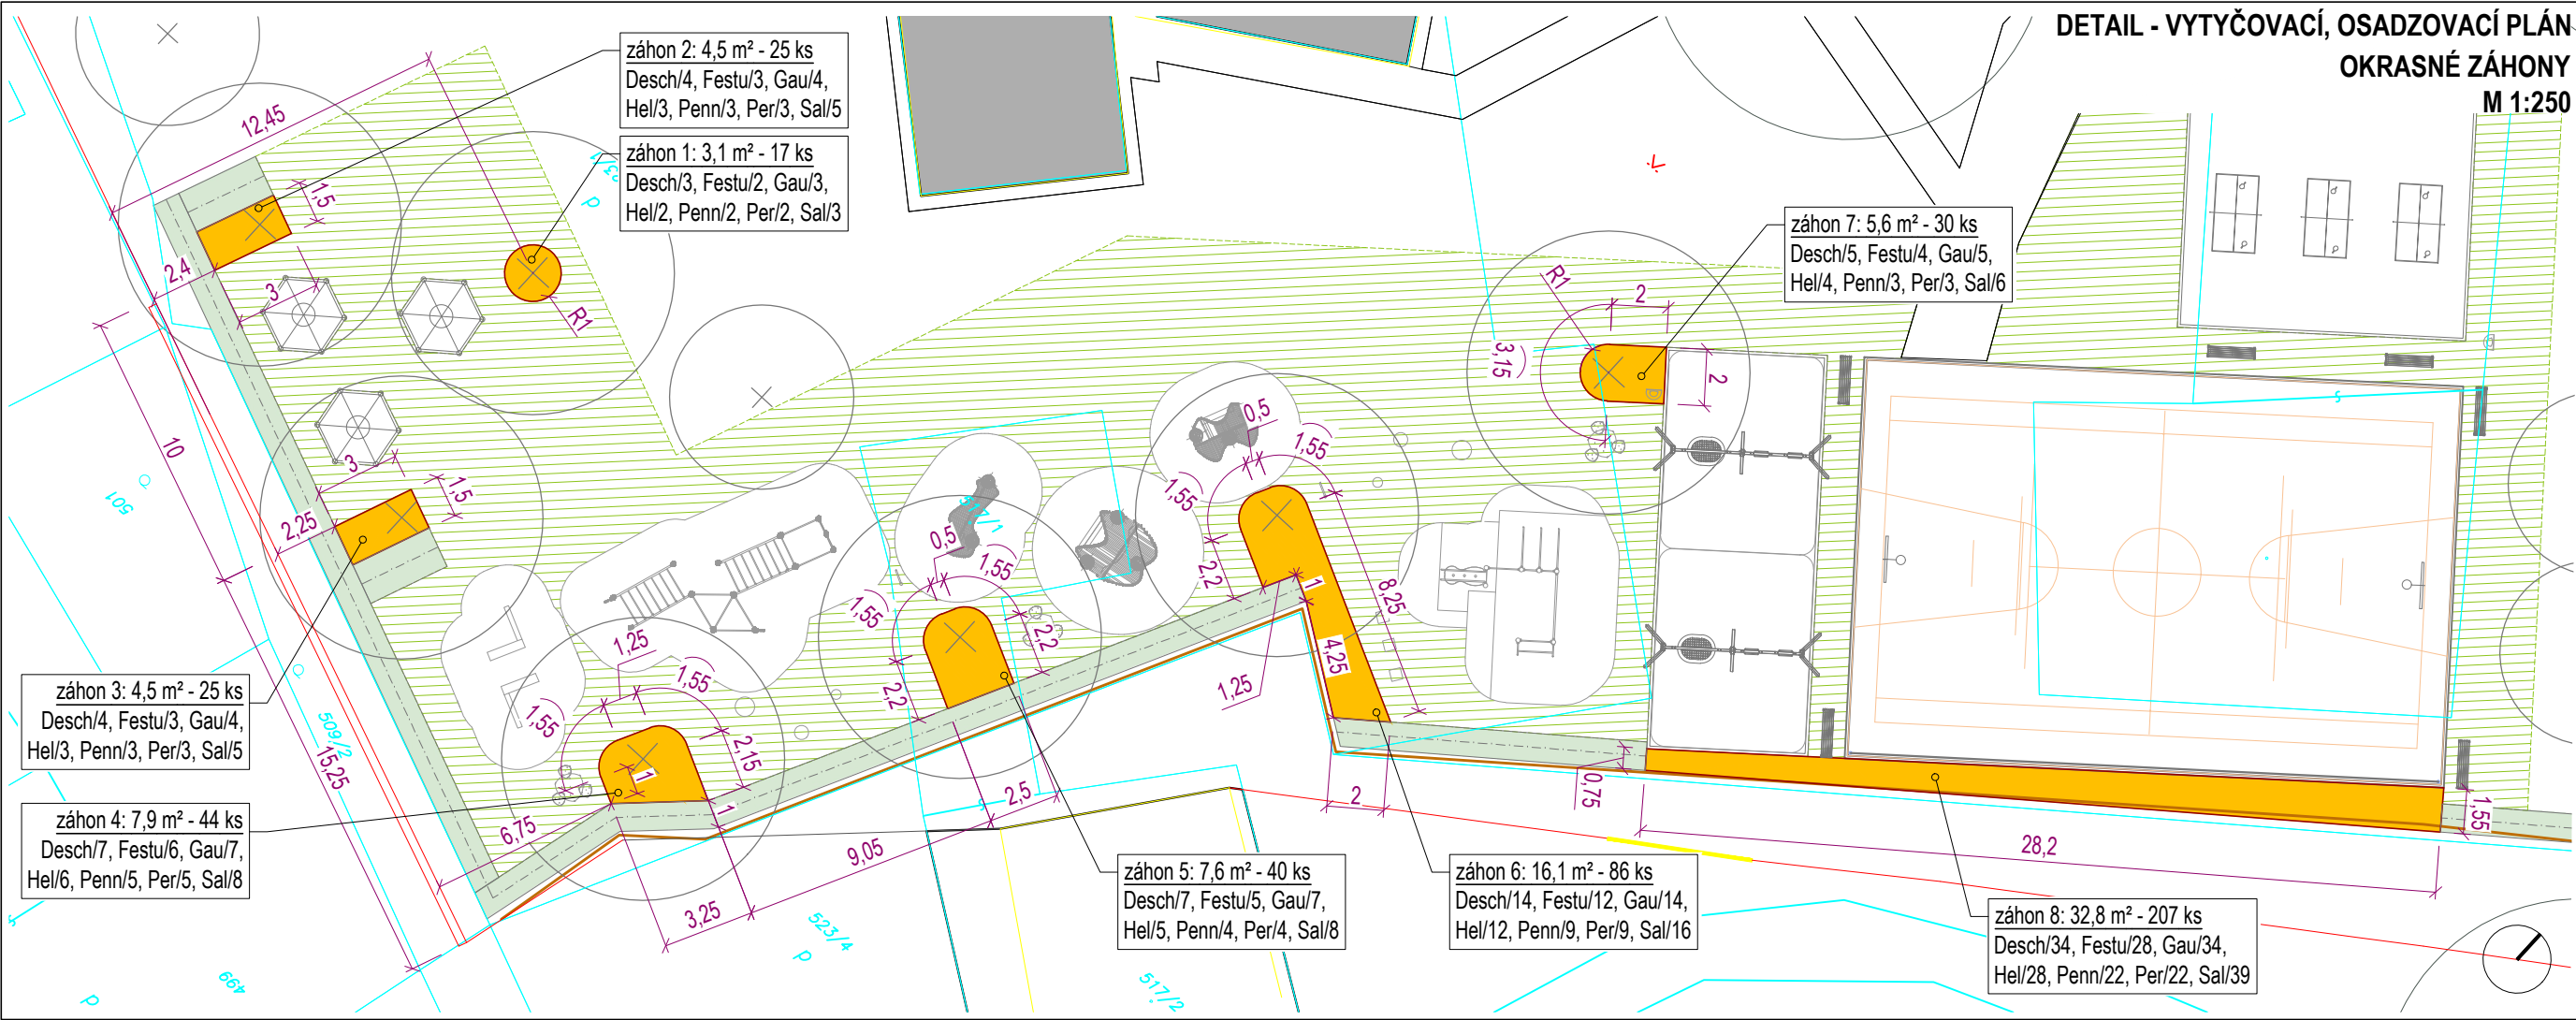 DETAIL - VYTYČOVACÍ, OSADZOVACÍ PLÁN
OKRASNÉ ZÁHONY
M 1:250
záhon 2: 4,5 m² - 25 ks
Desch/4, Festu/3, Gau/4,
Hel/3, Penn/3, Per/3, Sal/5
záhon 1: 3,1 m² - 17 ks
Desch/3, Festu/2, Gau/3,
Hel/2, Penn/2, Per/2, Sal/3
záhon 7: 5,6 m² - 30 ks
Desch/5, Festu/4, Gau/5,
Hel/4, Penn/3, Per/3, Sal/6
záhon 3: 4,5 m² - 25 ks
Desch/4, Festu/3, Gau/4,
Hel/3, Penn/3, Per/3, Sal/5
záhon 4: 7,9 m² - 44 ks
Desch/7, Festu/6, Gau/7,
Hel/6, Penn/5, Per/5, Sal/8
záhon 5: 7,6 m² - 40 ks
Desch/7, Festu/5, Gau/7,
Hel/5, Penn/4, Per/4, Sal/8
záhon 6: 16,1 m² - 86 ks
Desch/14, Festu/12, Gau/14,
Hel/12, Penn/9, Per/9, Sal/16
záhon 8: 32,8 m² - 207 ks
Desch/34, Festu/28, Gau/34,
Hel/28, Penn/22, Per/22, Sal/39
12,45
1,5
2,4
3
R1
10
3
1,5
2,25
15,25
6,75
1,55
1,25
1,55
2,15
1
1
3,25
9,05
2,5
1,55
0,5
1,55
2,2
2,2
1,55
0,5
1,55
2,2
1
8,25
4,25
1,25
2
0,75
28,2
1,55
R1
2
3,15
2
501
509/2
499
523/4
517/2
517/1